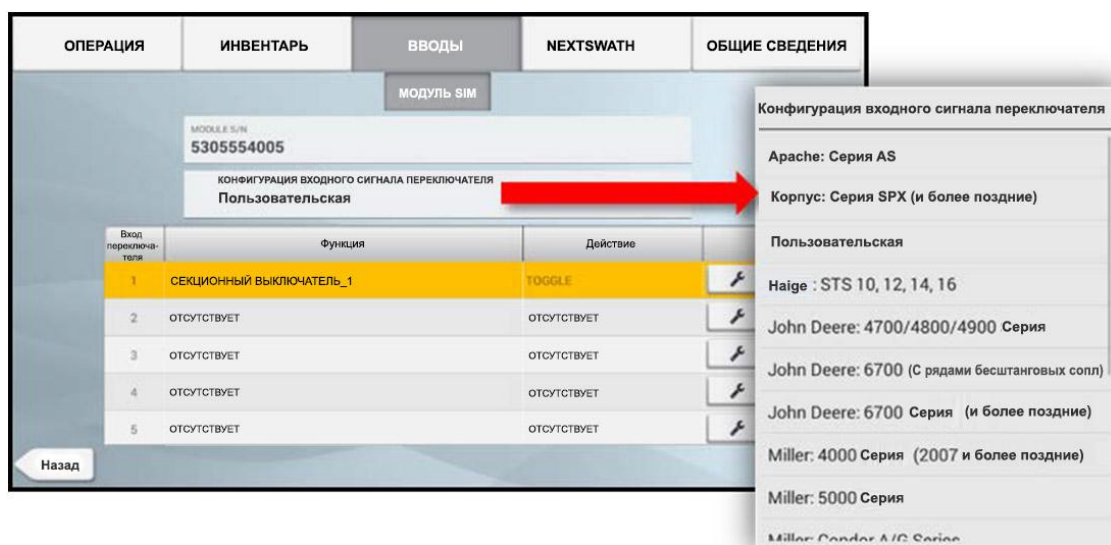 ОПЕРАЦИЯ
ИНВЕНТАРЬ
ВВОДЫ
NEXTSWATH
ОБЩИЕ СВЕДЕНИЯ
МОДУЛЬ SIM
MODULE S/N
5305554005
КОНФИГУРАЦИЯ ВХОДНОГО СИГНАЛА ПЕРЕКЛЮЧАТЕЛЯ
Пользовательская
Вход
переключа-
теля
Функция
Действие
1 СЕКЦИОННЫЙ ВЫКЛЮЧАТЕЛЬ_1 TOGGLE
2 ОТСУТСТВУЕТ ОТСУТСТВУЕТ
3 ОТСУТСТВУЕТ ОТСУТСТВУЕТ
4 ОТСУТСТВУЕТ ОТСУТСТВУЕТ
5 ОТСУТСТВУЕТ ОТСУТСТВУЕТ
Назад
Конфигурация входного сигнала переключателя
Apache: Серия AS
Корпус: Серия SPX (и более поздние)
Пользовательская
Haige : STS 10, 12, 14, 16
John Deere: 4700/4800/4900 Серия
John Deere: 6700 (С рядами бесштанговых сопл)
John Deere: 6700 Серия (и более поздние)
Miller: 4000 Серия (2007 и более поздние)
Miller: 5000 Серия
Miller: Condor A/G Series